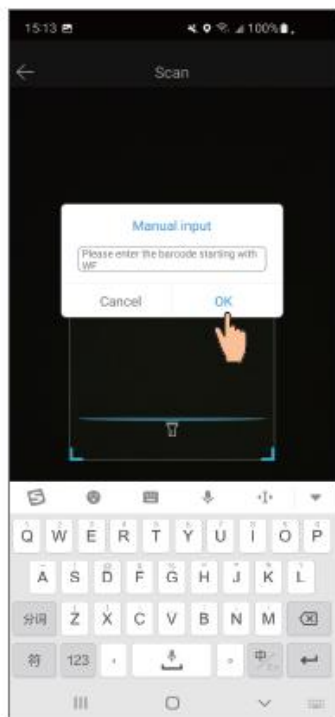 15:13 100%
Scan
Manual input
Please enter the barcode starting with
WF
Cancel OK
Q W E R T Y U I O P
A S D F G H J K L
分词 Z X C V B N M
符 123 , 。 中